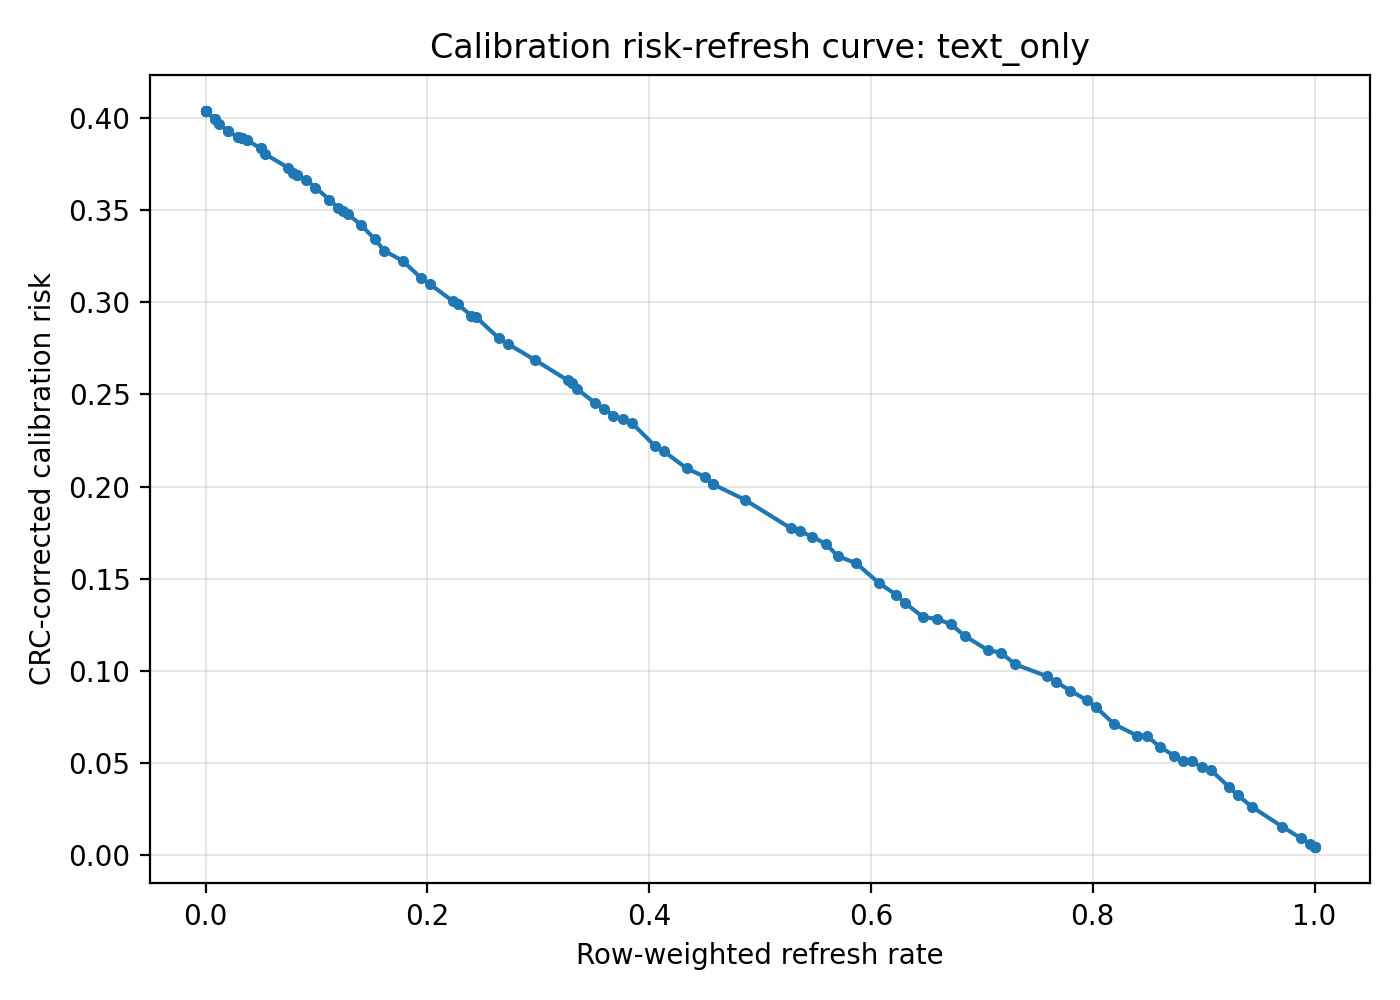 Calibration risk-refresh curve: text_only
CRC-corrected calibration risk
0.40
0.35
0.30
0.25
0.20
0.15
0.10
0.05
0.00
0.0 0.2 0.4 0.6 0.8 1.0
Row-weighted refresh rate